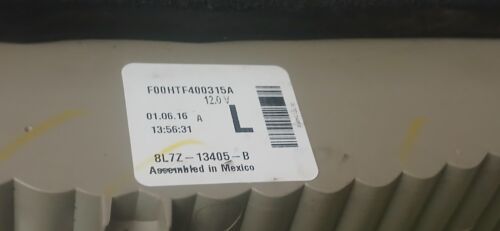 F00HTF400315A
12.0 V
01.06.16 A
13:56:31
L
8L7Z-13405-B
Assembled in Mexico